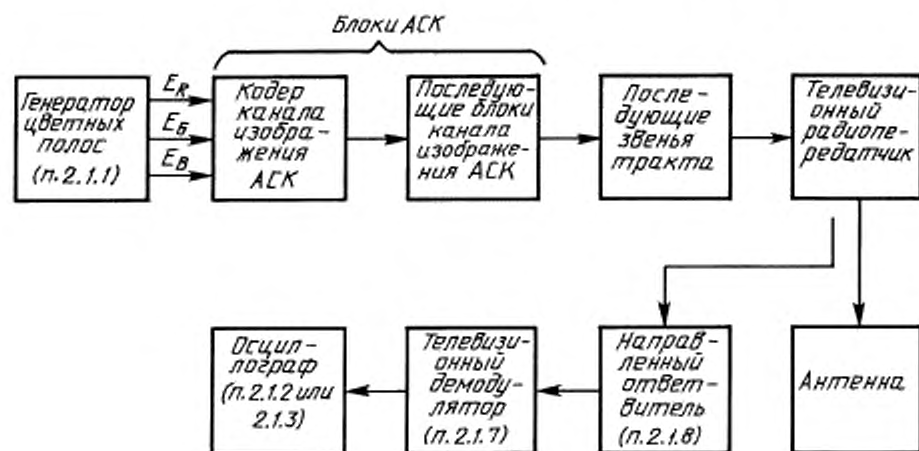 Блоки АСК
Генератор
цветных
полос
(п.2.1.1)
E_R
E_Б
E_B
Кодер
канала
изобра-
жения
АСК
Последую-
щие блоки
канала
изображе-
ния АСК
После-
дующие
звенья
тракта
Телевизи-
онный
радиопе-
редатчик
Осцил-
лограф
(п.2.1.2 или
2.1.3)
Телевизи-
онный
демоду-
лятор
(п.2.1.7)
Направ-
ленный
ответ-
витель
(п.2.1.8)
Антенна